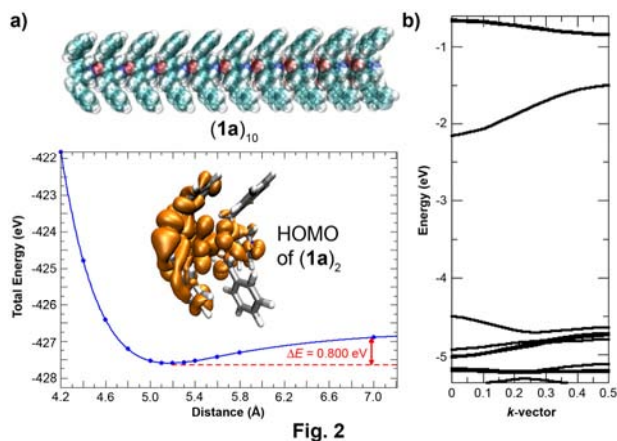 a)
(1a)10
Total Energy (eV)
-422
-423
-424
-425
-426
-427
-428
HOMO
of (1a)2
ΔE = 0.800 eV
4.2 4.6 5.0 5.4 5.8 6.2 6.6 7.0
Distance (Å)
b)
Energy (eV)
-1
-2
-3
-4
-5
0 0.1 0.2 0.3 0.4 0.5
k-vector
Fig. 2